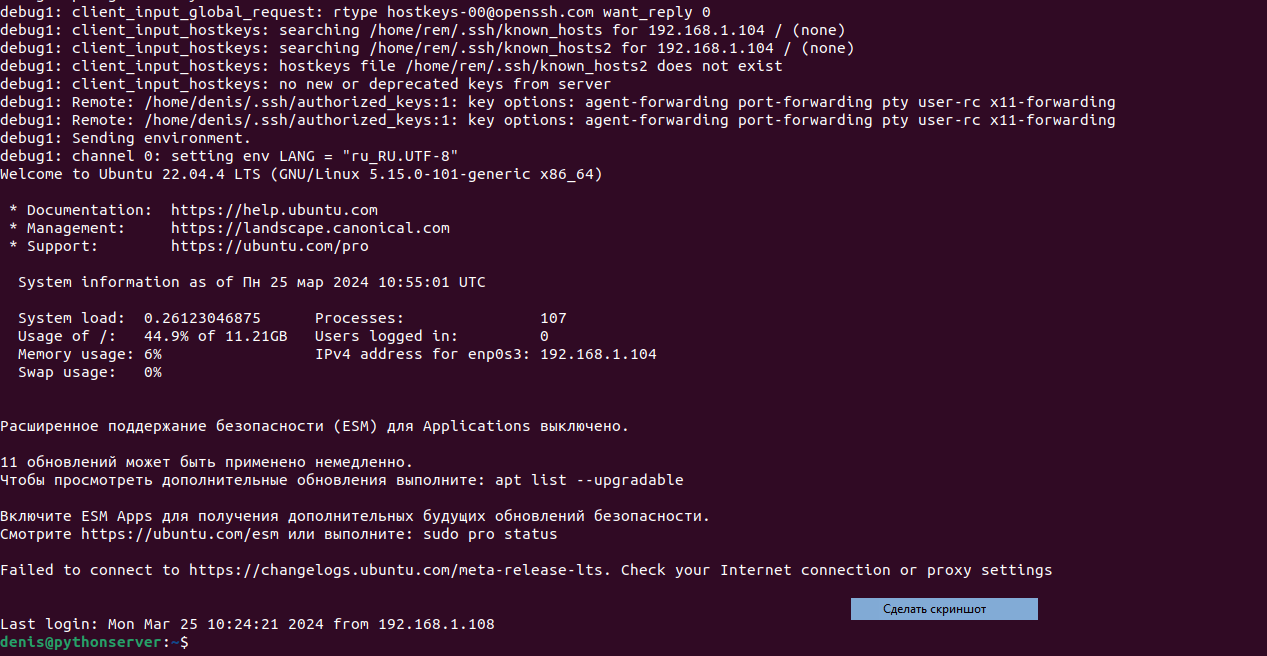 debug1: client_input_global_request: rtype hostkeys-00@openssh.com want_reply 0
debug1: client_input_hostkeys: searching /home/rem/.ssh/known_hosts for 192.168.1.104 / (none)
debug1: client_input_hostkeys: searching /home/rem/.ssh/known_hosts2 for 192.168.1.104 / (none)
debug1: client_input_hostkeys: hostkeys file /home/rem/.ssh/known_hosts2 does not exist
debug1: client_input_hostkeys: no new or deprecated keys from server
debug1: Remote: /home/denis/.ssh/authorized_keys:1: key options: agent-forwarding port-forwarding pty user-rc x11-forwarding
debug1: Remote: /home/denis/.ssh/authorized_keys:1: key options: agent-forwarding port-forwarding pty user-rc x11-forwarding
debug1: Sending environment.
debug1: channel 0: setting env LANG = "ru_RU.UTF-8"
Welcome to Ubuntu 22.04.4 LTS (GNU/Linux 5.15.0-101-generic x86_64)
* Documentation:  https://help.ubuntu.com
* Management:     https://landscape.canonical.com
* Support:        https://ubuntu.com/pro
System information as of Пн 25 мар 2024 10:55:01 UTC
System load:  0.26123046875      Processes:               107
Usage of /:   44.9% of 11.21GB   Users logged in:         0
Memory usage: 6%                 IPv4 address for enp0s3: 192.168.1.104
Swap usage:   0%
Расширенное поддержание безопасности (ESM) для Applications выключено.
11 обновлений может быть применено немедленно.
Чтобы просмотреть дополнительные обновления выполните: apt list --upgradable
Включите ESM Apps для получения дополнительных будущих обновлений безопасности.
Смотрите https://ubuntu.com/esm или выполните: sudo pro status
Failed to connect to https://changelogs.ubuntu.com/meta-release-lts. Check your Internet connection or proxy settings
Сделать скриншот
Last login: Mon Mar 25 10:24:21 2024 from 192.168.1.108
denis@pythonserver:~$